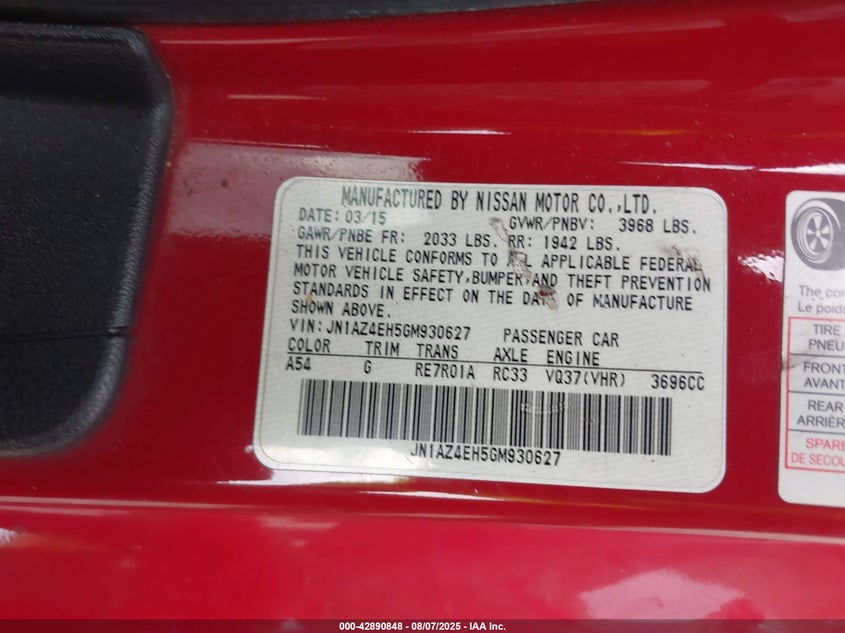 MANUFACTURED BY NISSAN MOTOR CO.,LTD.
DATE: 03/15 GVWR/PNBV: 3968 LBS.
GAWR/PNBE FR: 2033 LBS. RR: 1942 LBS.
THIS VEHICLE CONFORMS TO ALL APPLICABLE FEDERAL
MOTOR VEHICLE SAFETY, BUMPER, AND THEFT PREVENTION
STANDARDS IN EFFECT ON THE DATE OF MANUFACTURE
SHOWN ABOVE.
VIN: JN1AZ4EH5GM930627 PASSENGER CAR
COLOR TRIM TRANS AXLE ENGINE
A54 G RE7R01A RC33 VQ37(VHR) 3696CC
JN1AZ4EH5GM930627
The
Le poids
TIRE
PNEU
FRONT
AVANT
REAR
ARRIÈR
SPARE
DE SECOU
000-42890848 - 08/07/2025 - IAA Inc.